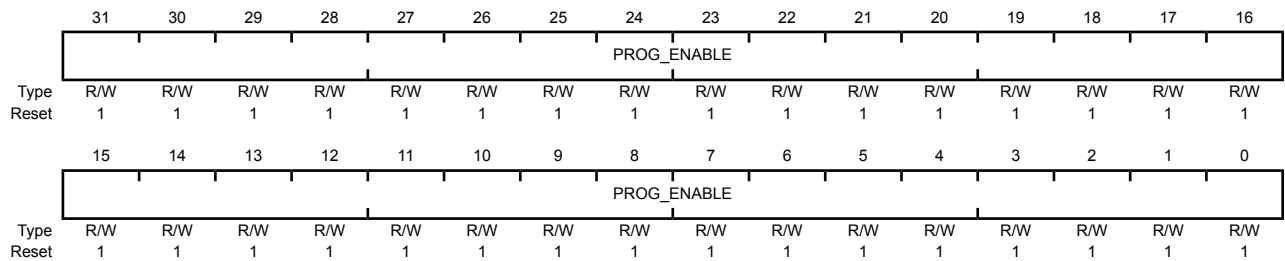 31 30 29 28 27 26 25 24 23 22 21 20 19 18 17 16
PROG_ENABLE
Type R/W R/W R/W R/W R/W R/W R/W R/W R/W R/W R/W R/W R/W R/W R/W R/W
Reset 1 1 1 1 1 1 1 1 1 1 1 1 1 1 1 1
15 14 13 12 11 10 9 8 7 6 5 4 3 2 1 0
PROG_ENABLE
Type R/W R/W R/W R/W R/W R/W R/W R/W R/W R/W R/W R/W R/W R/W R/W R/W
Reset 1 1 1 1 1 1 1 1 1 1 1 1 1 1 1 1